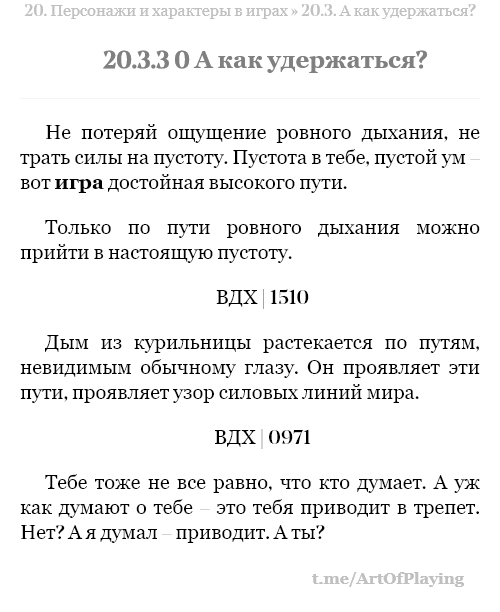 20. Персонажи и характеры в играх » 20.3. А как удержаться?
20.3.3 0 А как удержаться?
Не потеряй ощущение ровного дыхания, не
трать силы на пустоту. Пустота в тебе, пустой ум –
вот игра достойная высокого пути.
Только по пути ровного дыхания можно
прийти в настоящую пустоту.
ВДХ | 1510
Дым из курильницы растекается по путям,
невидимым обычному глазу. Он проявляет эти
пути, проявляет узор силовых линий мира.
ВДХ | 0971
Тебе тоже не все равно, что кто думает. А уж
как думают о тебе – это тебя приводит в трепет.
Нет? А я думал – приводит. А ты?
t.me/ArtOfPlaying